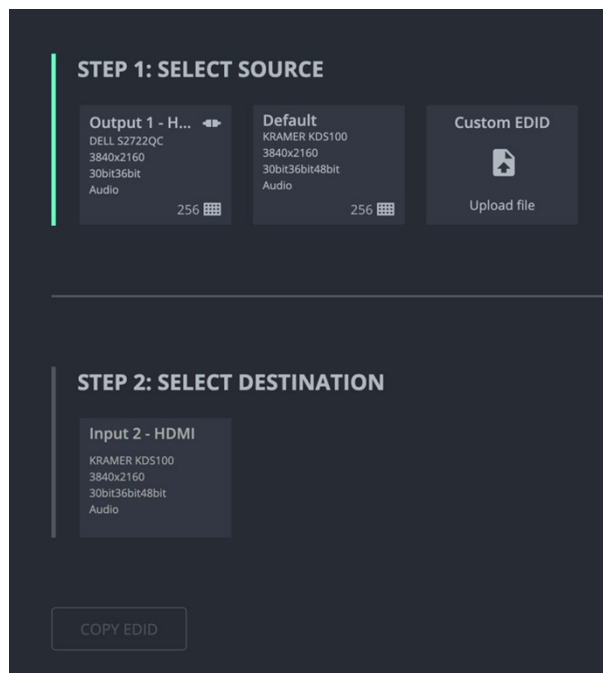 STEP 1: SELECT SOURCE
Output 1 - H...
DELL S2722QC
3840x2160
30bit36bit
Audio
256
Default
KRAMER KDS100
3840x2160
30bit36bit48bit
Audio
256
Custom EDID
Upload file
STEP 2: SELECT DESTINATION
Input 2 - HDMI
KRAMER KDS100
3840x2160
30bit36bit48bit
Audio
COPY EDID